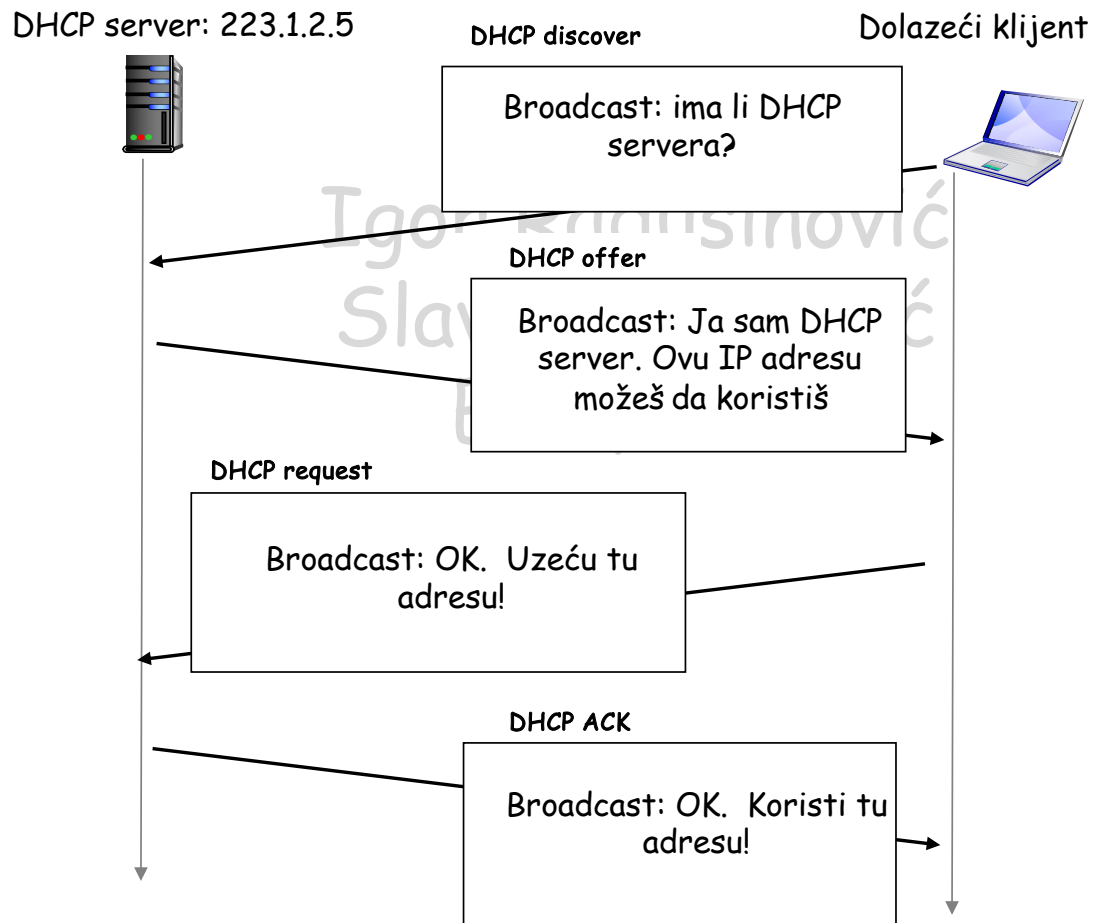 DHCP server: 223.1.2.5
DHCP discover
Dolazeći klijent
Broadcast: ima li DHCP
servera?
Igor
DHCP offer
Broadcast: Ja sam DHCP
server. Ovu IP adresu
možeš da koristiš
DHCP request
Broadcast: OK.  Uzeću tu
adresu!
DHCP ACK
Broadcast: OK.  Koristi tu
adresu!